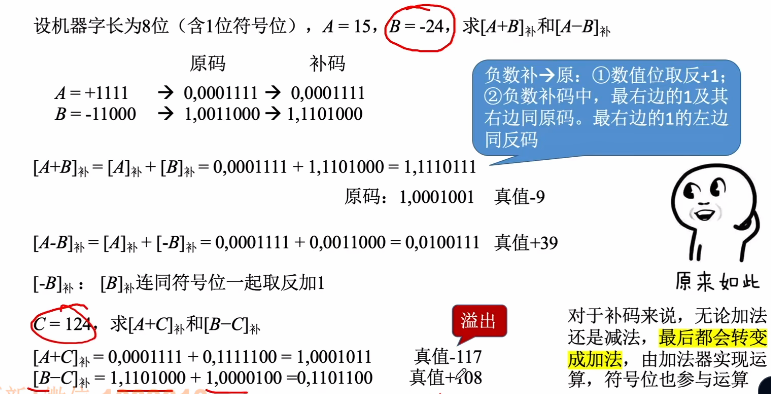 设机器字长为8位（含1位符号位），A = 15，B = -24，求[A+B]补和[A−B]补
原码 补码
A = +1111 → 0,0001111 → 0,0001111
B = -11000 → 1,0011000 → 1,1101000
负数补→原：①数值位取反+1；
②负数补码中，最右边的1及其
右边同原码。最右边的1的左边
同反码
[A+B]补 = [A]补 + [B]补 = 0,0001111 + 1,1101000 = 1,1110111
原码：1,0001001 真值-9
[A-B]补 = [A]补 + [-B]补 = 0,0001111 + 0,0011000 = 0,0100111 真值+39
[-B]补： [B]补连同符号位一起取反加1
原来如此
C = 124，求[A+C]补和[B−C]补
溢出
[A+C]补 = 0,0001111 + 0,1111100 = 1,0001011 真值-117
[B−C]补 = 1,1101000 + 1,0000100 =0,1101100 真值+108
对于补码来说，无论加法
还是减法，最后都会转变
成加法，由加法器实现运
算，符号位也参与运算